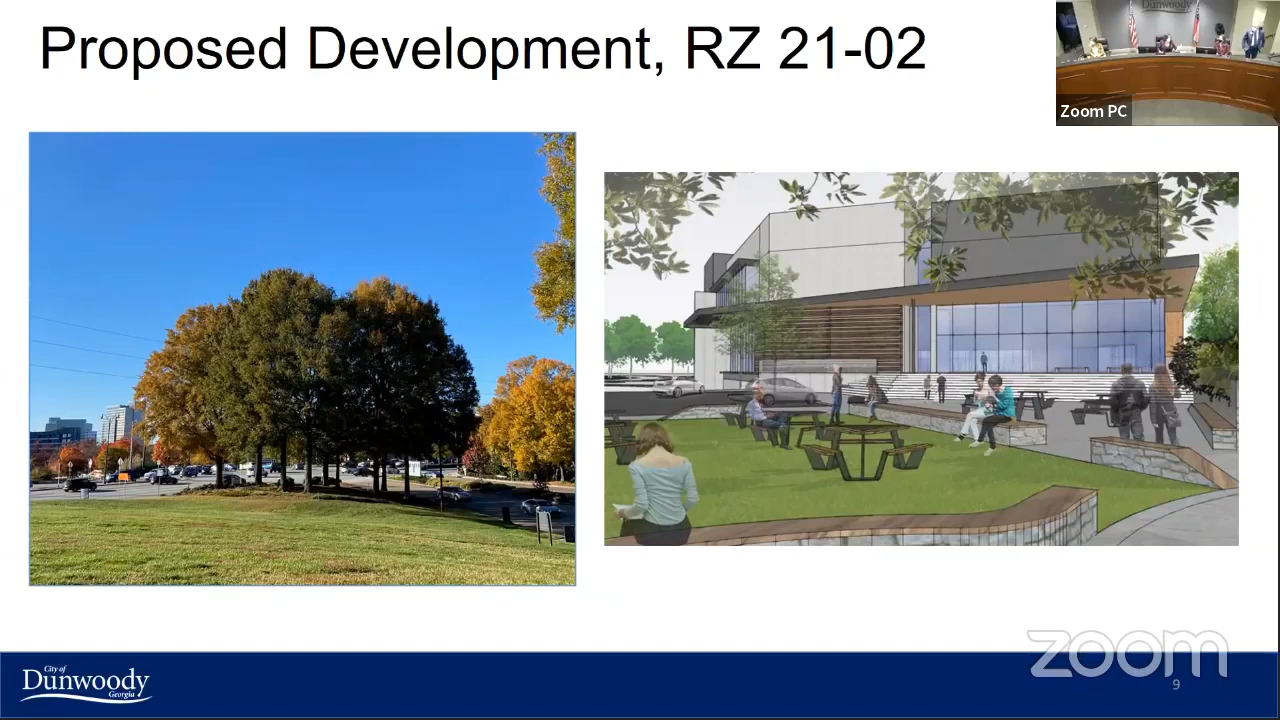 Proposed Development, RZ 21-02
Dunwoody
Zoom PC
City of
Dunwoody
Georgia
zoom
9